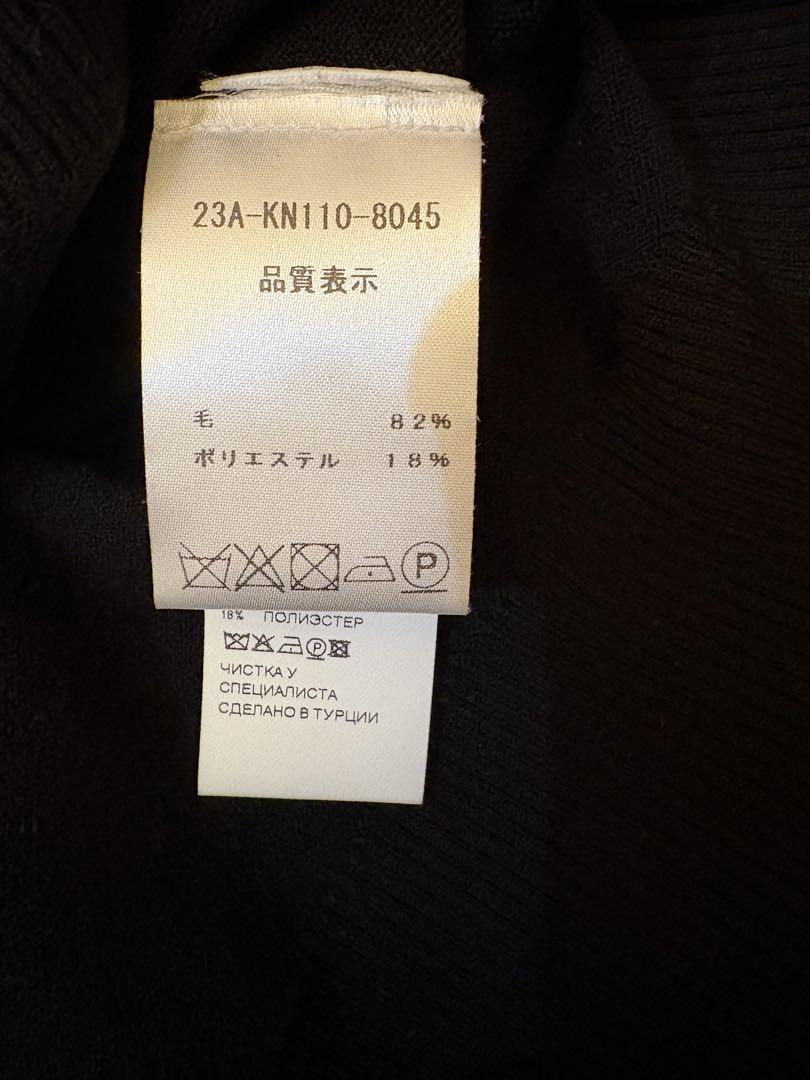 23A-KN110-8045
品質表示
毛 82%
ポリエステル 18%
P
18% ПОЛИЭСТЕР
P
ЧИСТКА У
СПЕЦИАЛИСТА
СДЕЛАНО В ТУРЦИИ